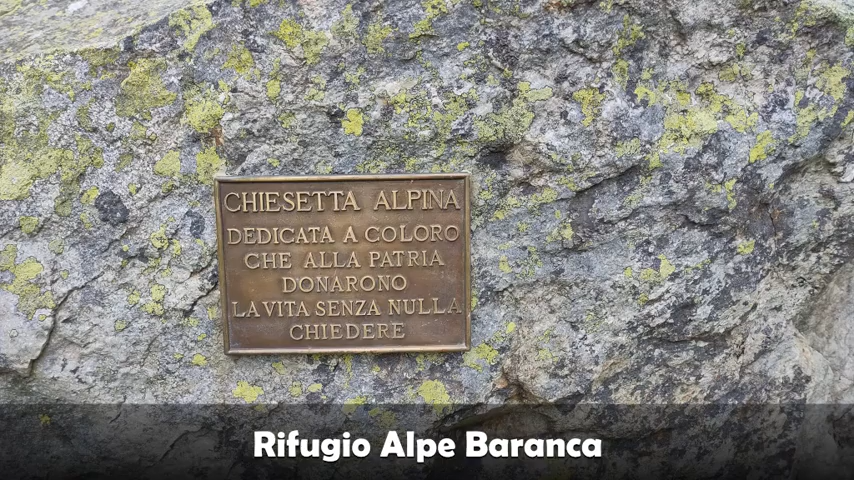 CHIESETTA ALPINA
DEDICATA A COLORO
CHE ALLA PATRIA
DONARONO
LA VITA SENZA NULLA
CHIEDERE
Rifugio Alpe Baranca